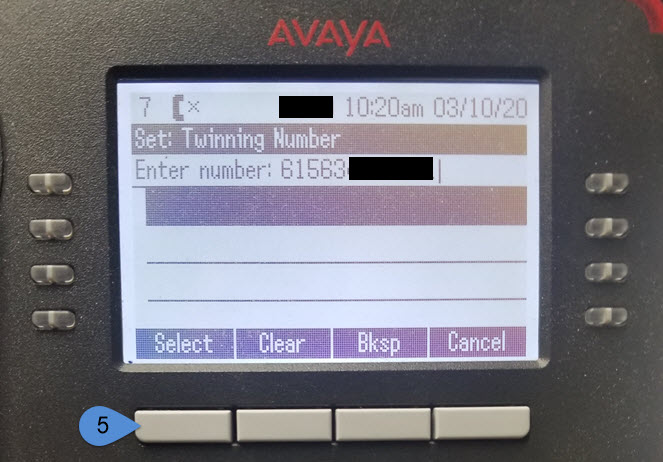 AVAYA
7 10:20am 03/10/20
Set: Twinning Number
Enter number: 61563
Select Clear Bksp Cancel
5